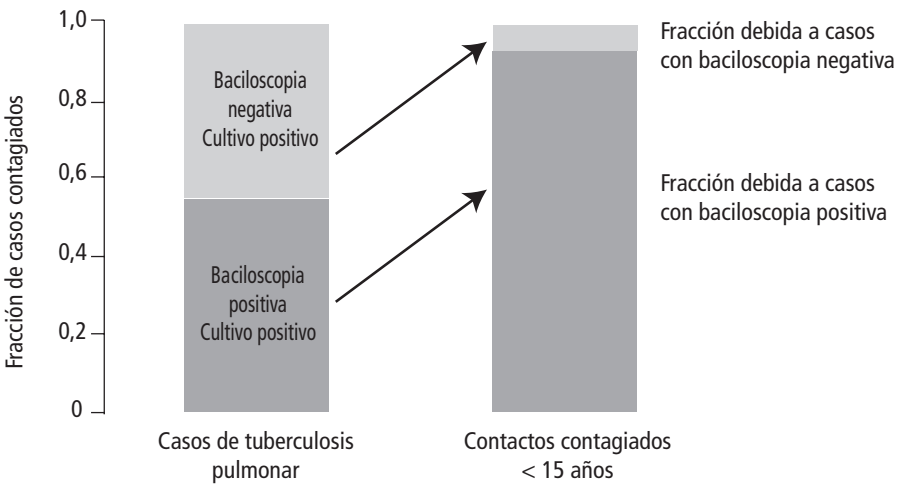 Fracción de casos contagiados
1,0
0,8
0,6
0,4
0,2
0
Baciloscopia
negativa
Cultivo positivo
Baciloscopia
positiva
Cultivo positivo
Fracción debida a casos
con baciloscopia negativa
Fracción debida a casos
con baciloscopia positiva
Casos de tuberculosis
pulmonar
Contactos contagiados
< 15 años